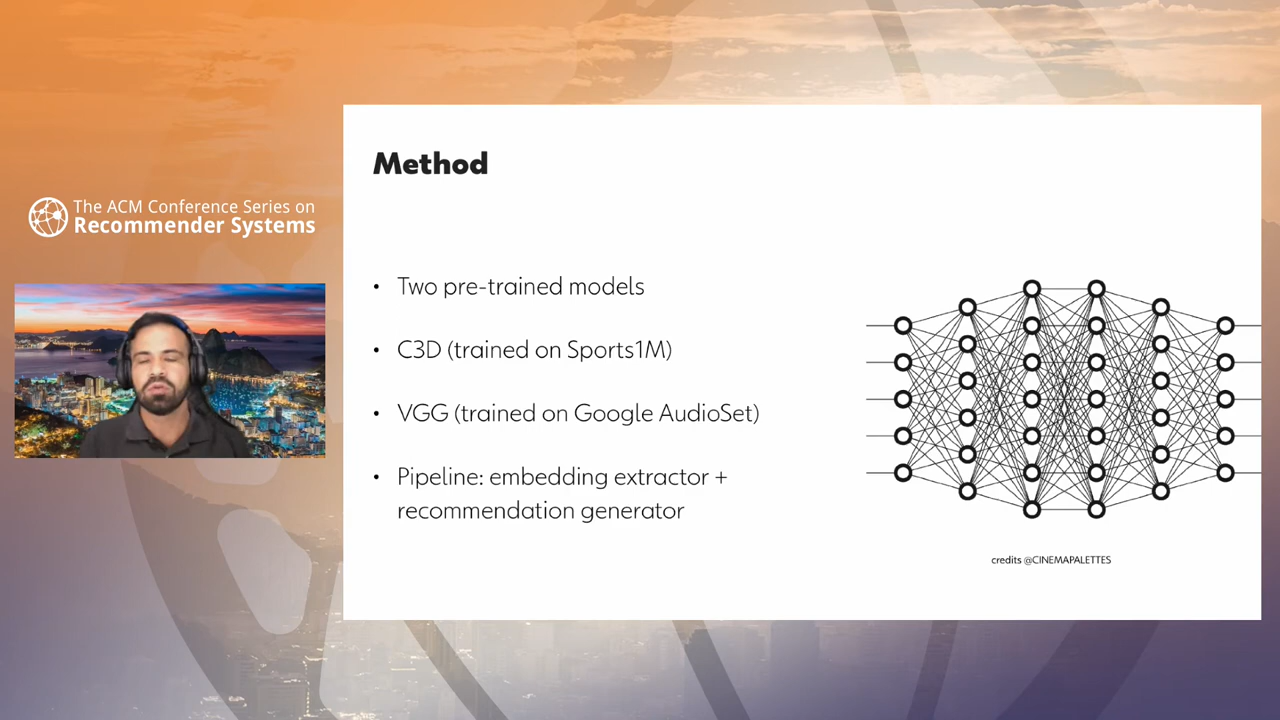 The ACM Conference Series on
Recommender Systems
Method
• Two pre-trained models
• C3D (trained on Sports1M)
• VGG (trained on Google AudioSet)
• Pipeline: embedding extractor +
recommendation generator
credits @CINEMAPALETTES